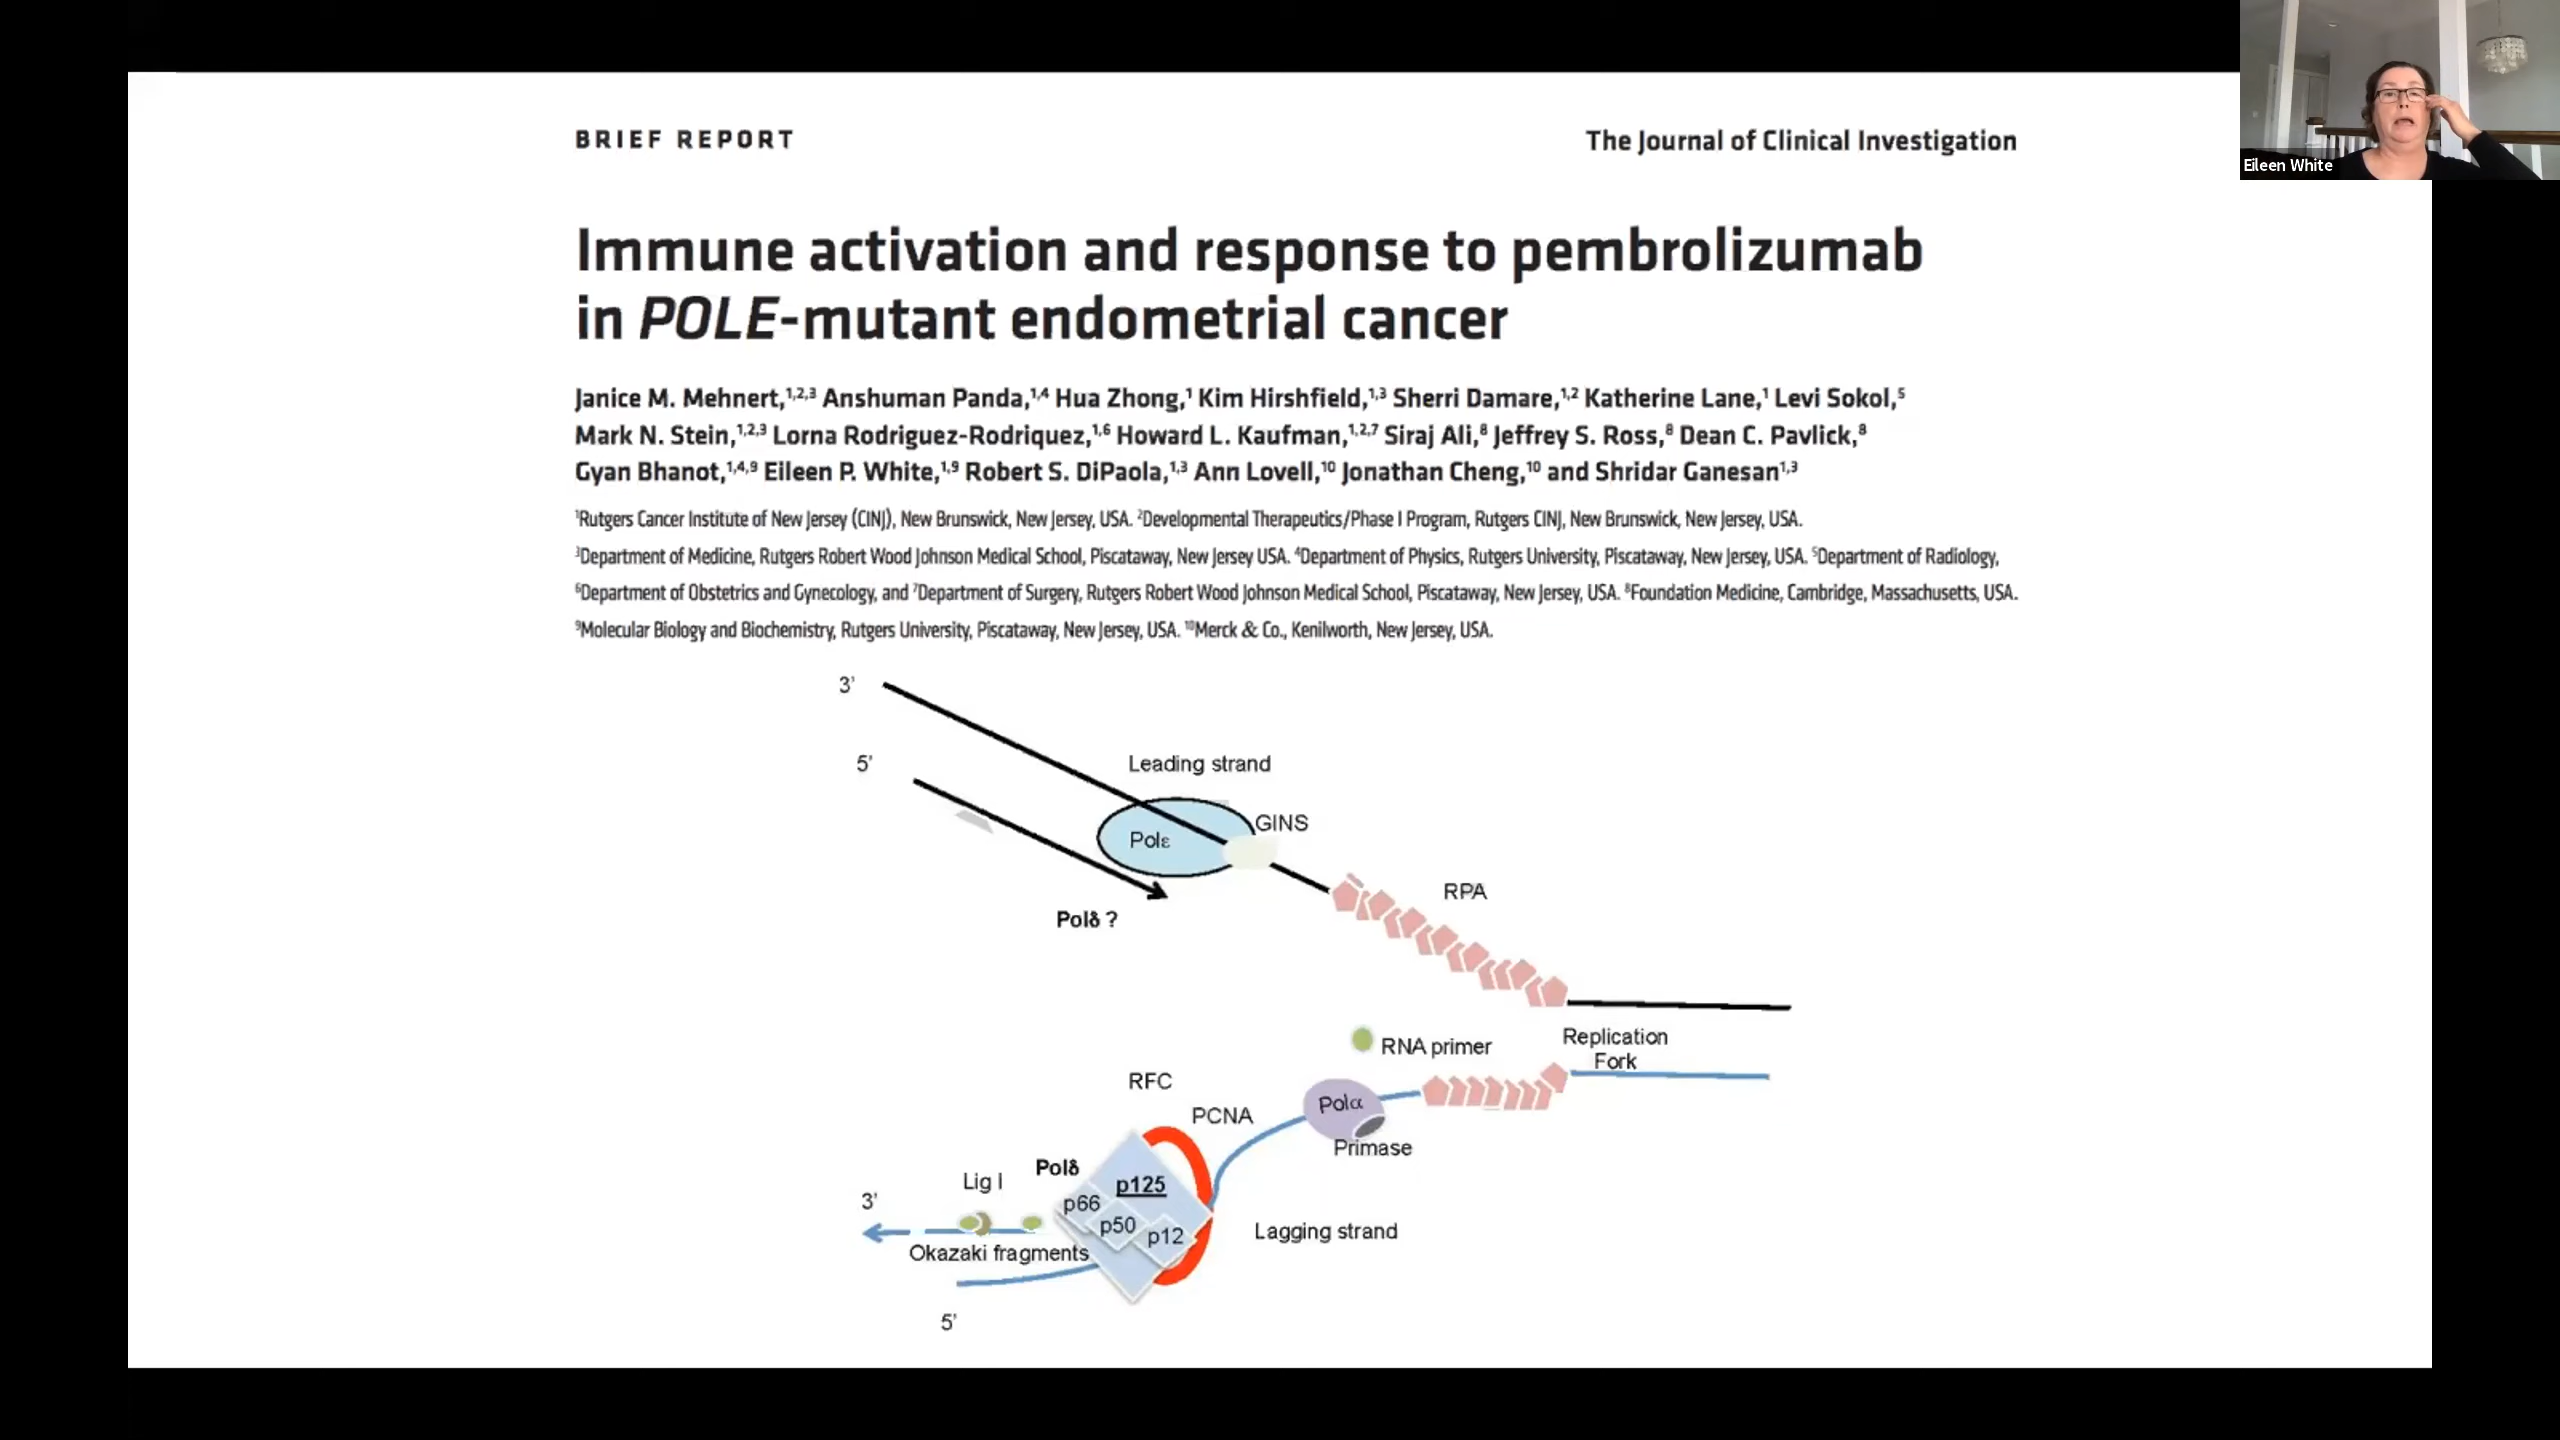 BRIEF REPORT
The Journal of Clinical Investigation
Eileen White
Immune activation and response to pembrolizumab
in POLE-mutant endometrial cancer
Janice M. Mehnert,1,2,3 Anshuman Panda,1,4 Hua Zhong,1 Kim Hirshfield,1,3 Sherri Damare,1,2 Katherine Lane,1 Levi Sokol,5
Mark N. Stein,1,2,3 Lorna Rodriguez-Rodriquez,1,6 Howard L. Kaufman,1,2,7 Siraj Ali,8 Jeffrey S. Ross,8 Dean C. Pavlick,8
Gyan Bhanot,1,4,9 Eileen P. White,1,9 Robert S. DiPaola,1,3 Ann Lovell,10 Jonathan Cheng,10 and Shridar Ganesan1,3
1Rutgers Cancer Institute of New Jersey (CINJ), New Brunswick, New Jersey, USA. 2Developmental Therapeutics/Phase I Program, Rutgers CINJ, New Brunswick, New Jersey, USA.
3Department of Medicine, Rutgers Robert Wood Johnson Medical School, Piscataway, New Jersey USA. 4Department of Physics, Rutgers University, Piscataway, New Jersey, USA. 5Department of Radiology,
6Department of Obstetrics and Gynecology, and 7Department of Surgery, Rutgers Robert Wood Johnson Medical School, Piscataway, New Jersey, USA. 8Foundation Medicine, Cambridge, Massachusetts, USA.
9Molecular Biology and Biochemistry, Rutgers University, Piscataway, New Jersey, USA. 10Merck & Co., Kenilworth, New Jersey, USA.
3'
5'
Leading strand
GINS
Polε
Polδ ?
RPA
RNA primer
Replication
Fork
RFC
PCNA
Polα
Primase
Polδ
p125
p66
p50
p12
Lig I
3'
Okazaki fragments
Lagging strand
5'